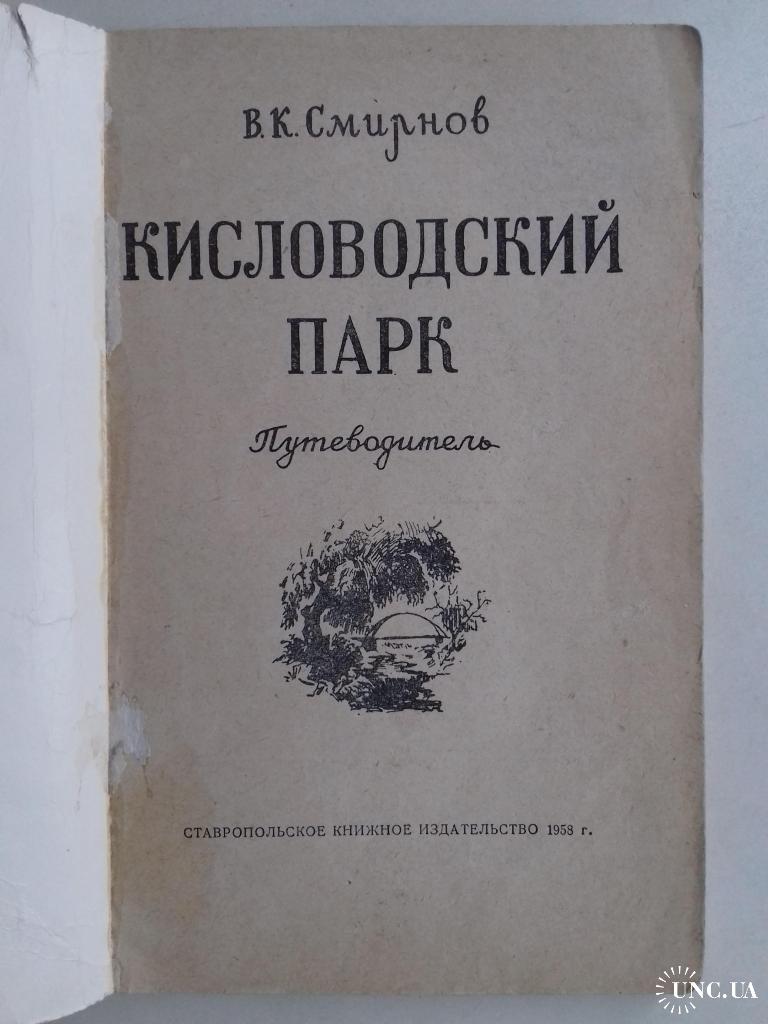 В. К. Смирнов
КИСЛОВОДСКИЙ
ПАРК
Путеводитель
СТАВРОПОЛЬСКОЕ КНИЖНОЕ ИЗДАТЕЛЬСТВО 1958 г.
UNC.UA